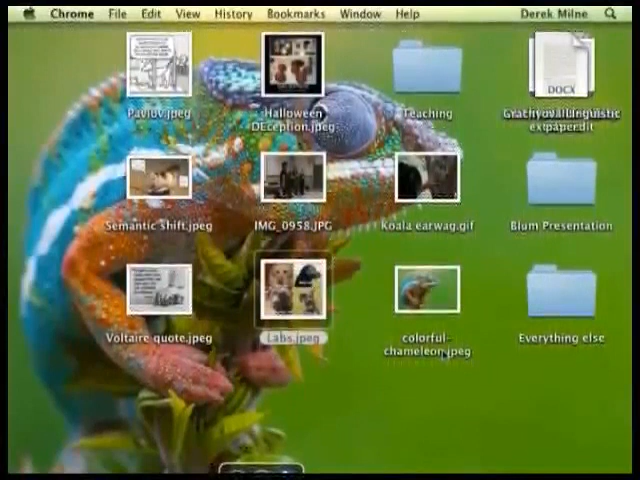 Chrome File Edit View History Bookmarks Window Help Derek Milne
Pavlov.jpeg
Halloween
DEception.jpeg
Teaching
DOCX
Semantic Shift.jpeg
IMG_0958.JPG
Koala earwag.gif
Blum Presentation
Voltaire quote.jpeg
Labs.jpeg
colorful-
chameleon.jpeg
Everything else